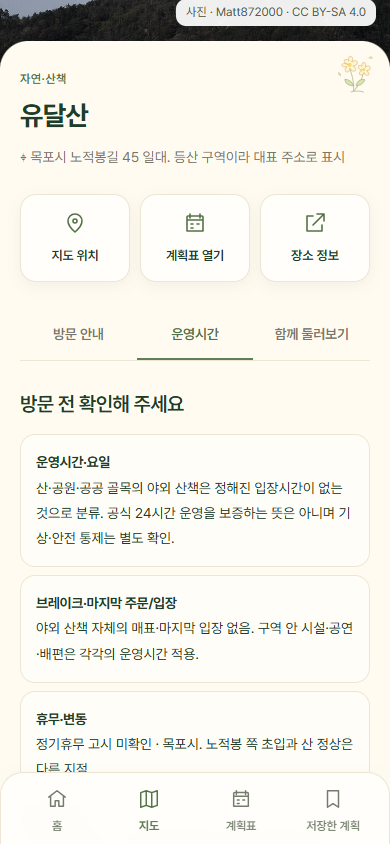 사진 · Matt872000 · CC BY-SA 4.0
자연·산책
유달산
목포시 노적봉길 45 일대. 등산 구역이라 대표 주소로 표시
지도 위치
계획표 열기
장소 정보
방문 안내
운영시간
함께 둘러보기
방문 전 확인해 주세요
운영시간·요일
산·공원·공공 골목의 야외 산책은 정해진 입장시간이 없는
것으로 분류. 공식 24시간 운영을 보증하는 뜻은 아니며 기
상·안전 통제는 별도 확인.
브레이크·마지막 주문/입장
야외 산책 자체의 매표·마지막 입장 없음. 구역 안 시설·공연
·배편은 각각의 운영시간 적용.
휴무·변동
정기휴무 고시 미확인 · 목포시. 노적봉 쪽 초입과 산 정상은
다른 지점
홈
지도
계획표
저장한 계획